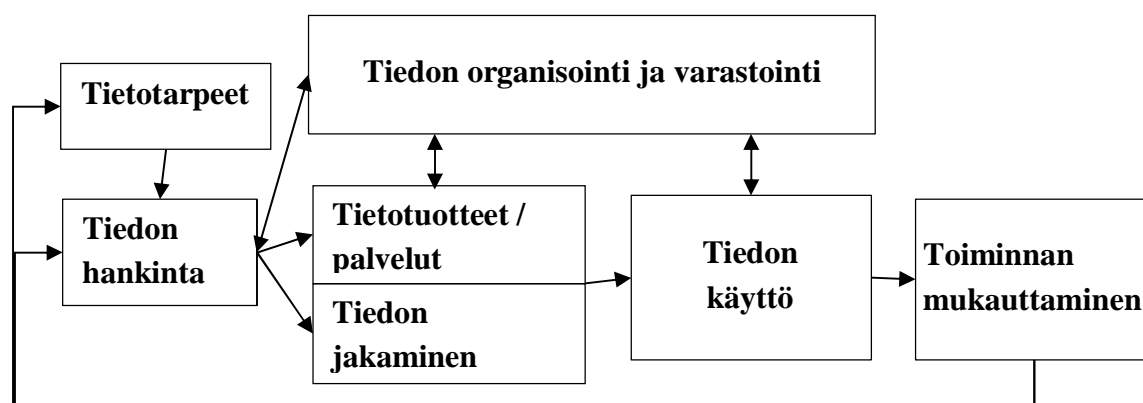 Tiedon organisointi ja varastointi
Tietotarpeet
Tiedon
hankinta
Tietotuotteet /
palvelut
Tiedon
jakaminen
Tiedon
käyttö
Toiminnan
mukauttaminen